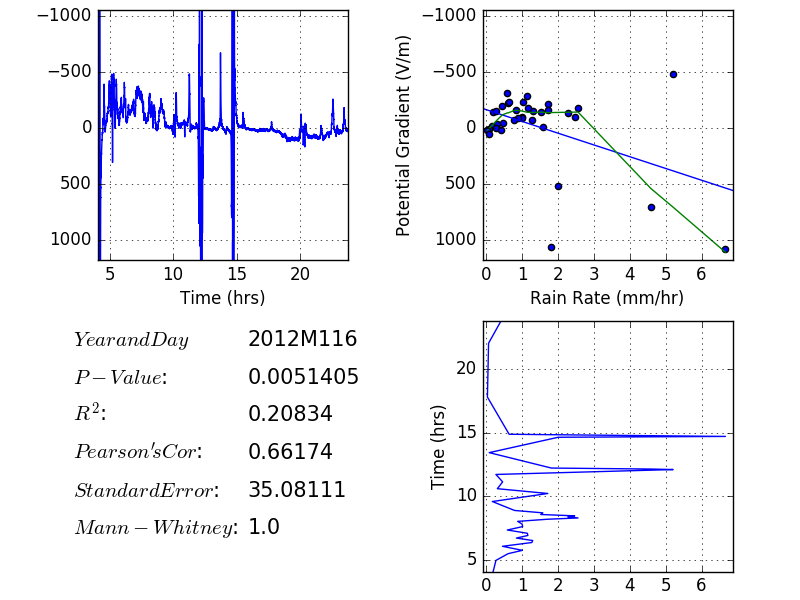 −1000
−500
0
500
1000
5 10 15 20
Time (hrs)
Potential Gradient (V/m)
−1000
−500
0
500
1000
0 1 2 3 4 5 6
Rain Rate (mm/hr)
YearandDay 2012M116
P−Value: 0.0051405
R²: 0.20834
Pearson'sCor: 0.66174
StandardError: 35.08111
Mann−Whitney: 1.0
Time (hrs)
20
15
10
5
0 1 2 3 4 5 6